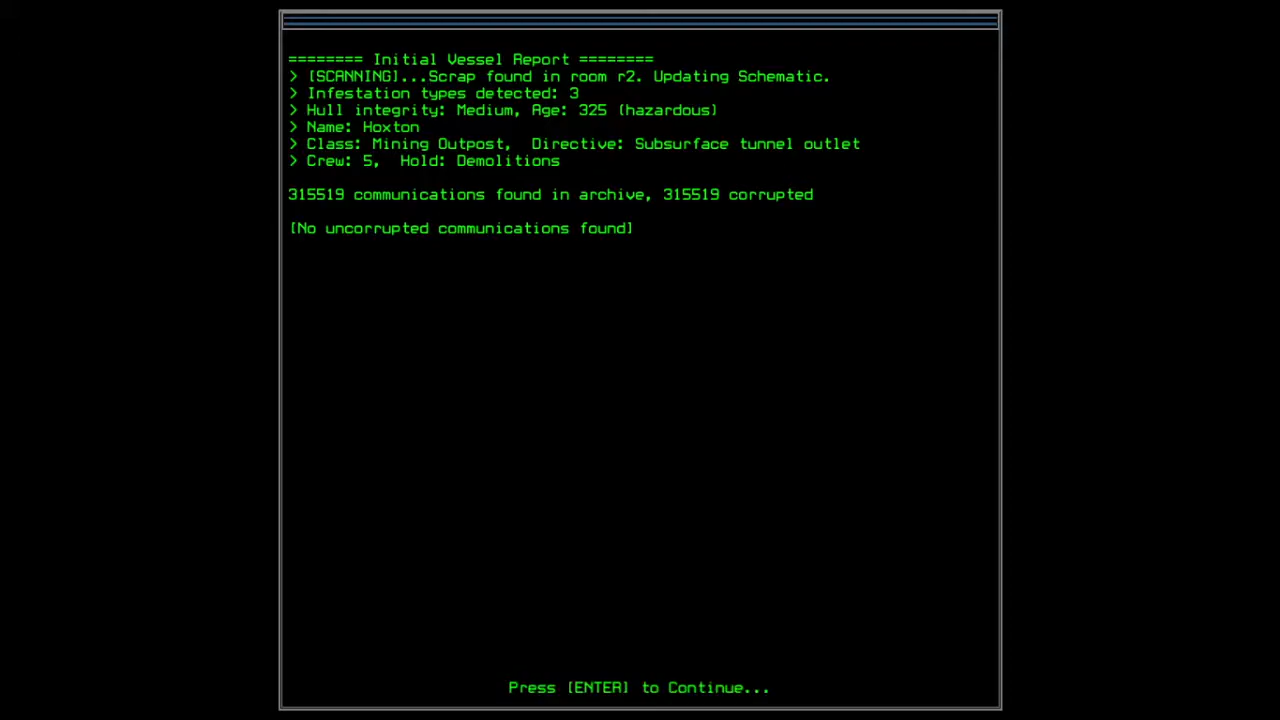 ======== Initial Vessel Report ========
> [SCANNING]...Scrap found in room r2. Updating Schematic.
> Infestation types detected: 3
> Hull integrity: Medium, Age: 325 (hazardous)
> Name: Hoxton
> Class: Mining Outpost,  Directive: Subsurface tunnel outlet
> Crew: 5,  Hold: Demolitions
315519 communications found in archive, 315519 corrupted
[No uncorrupted communications found]
Press [ENTER] to Continue...